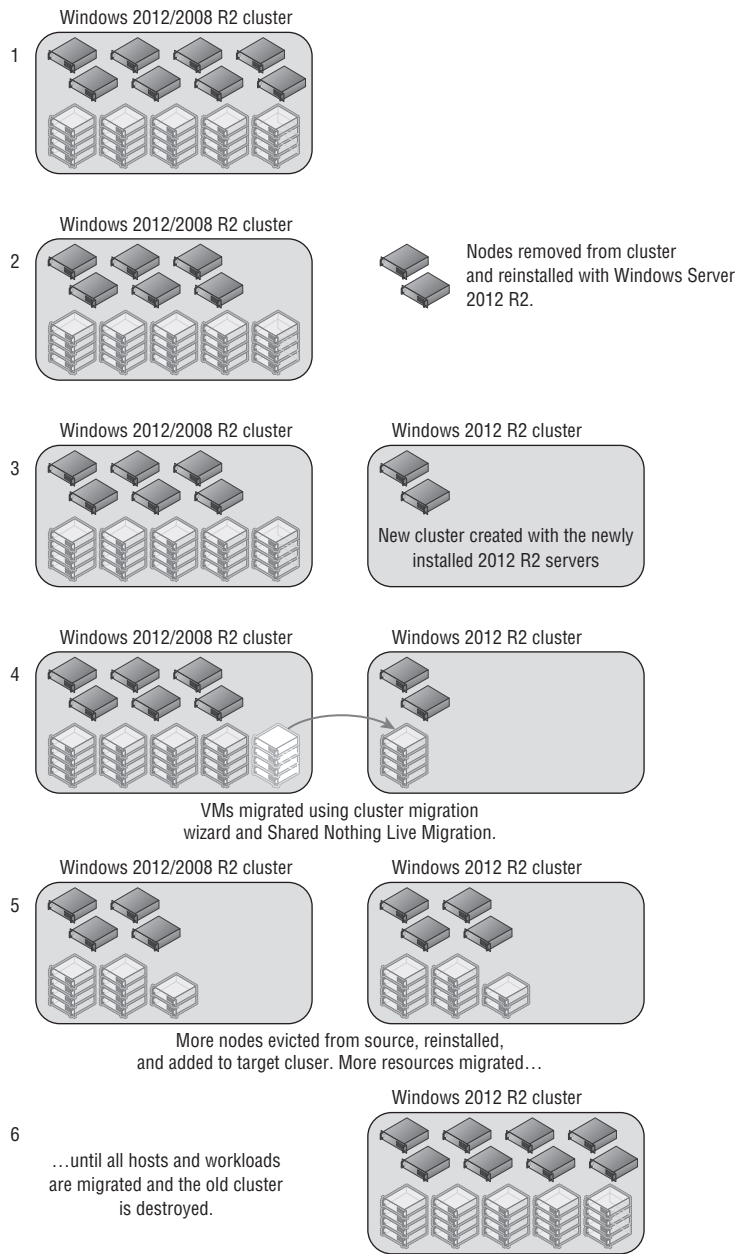 Windows 2012/2008 R2 cluster
1
Windows 2012/2008 R2 cluster
2
Nodes removed from cluster
and reinstalled with Windows Server
2012 R2.
Windows 2012/2008 R2 cluster
Windows 2012 R2 cluster
3
New cluster created with the newly
installed 2012 R2 servers
Windows 2012/2008 R2 cluster
Windows 2012 R2 cluster
4
VMs migrated using cluster migration
wizard and Shared Nothing Live Migration.
Windows 2012/2008 R2 cluster
Windows 2012 R2 cluster
5
More nodes evicted from source, reinstalled,
and added to target cluser. More resources migrated…
Windows 2012 R2 cluster
6
…until all hosts and workloads
are migrated and the old cluster
is destroyed.